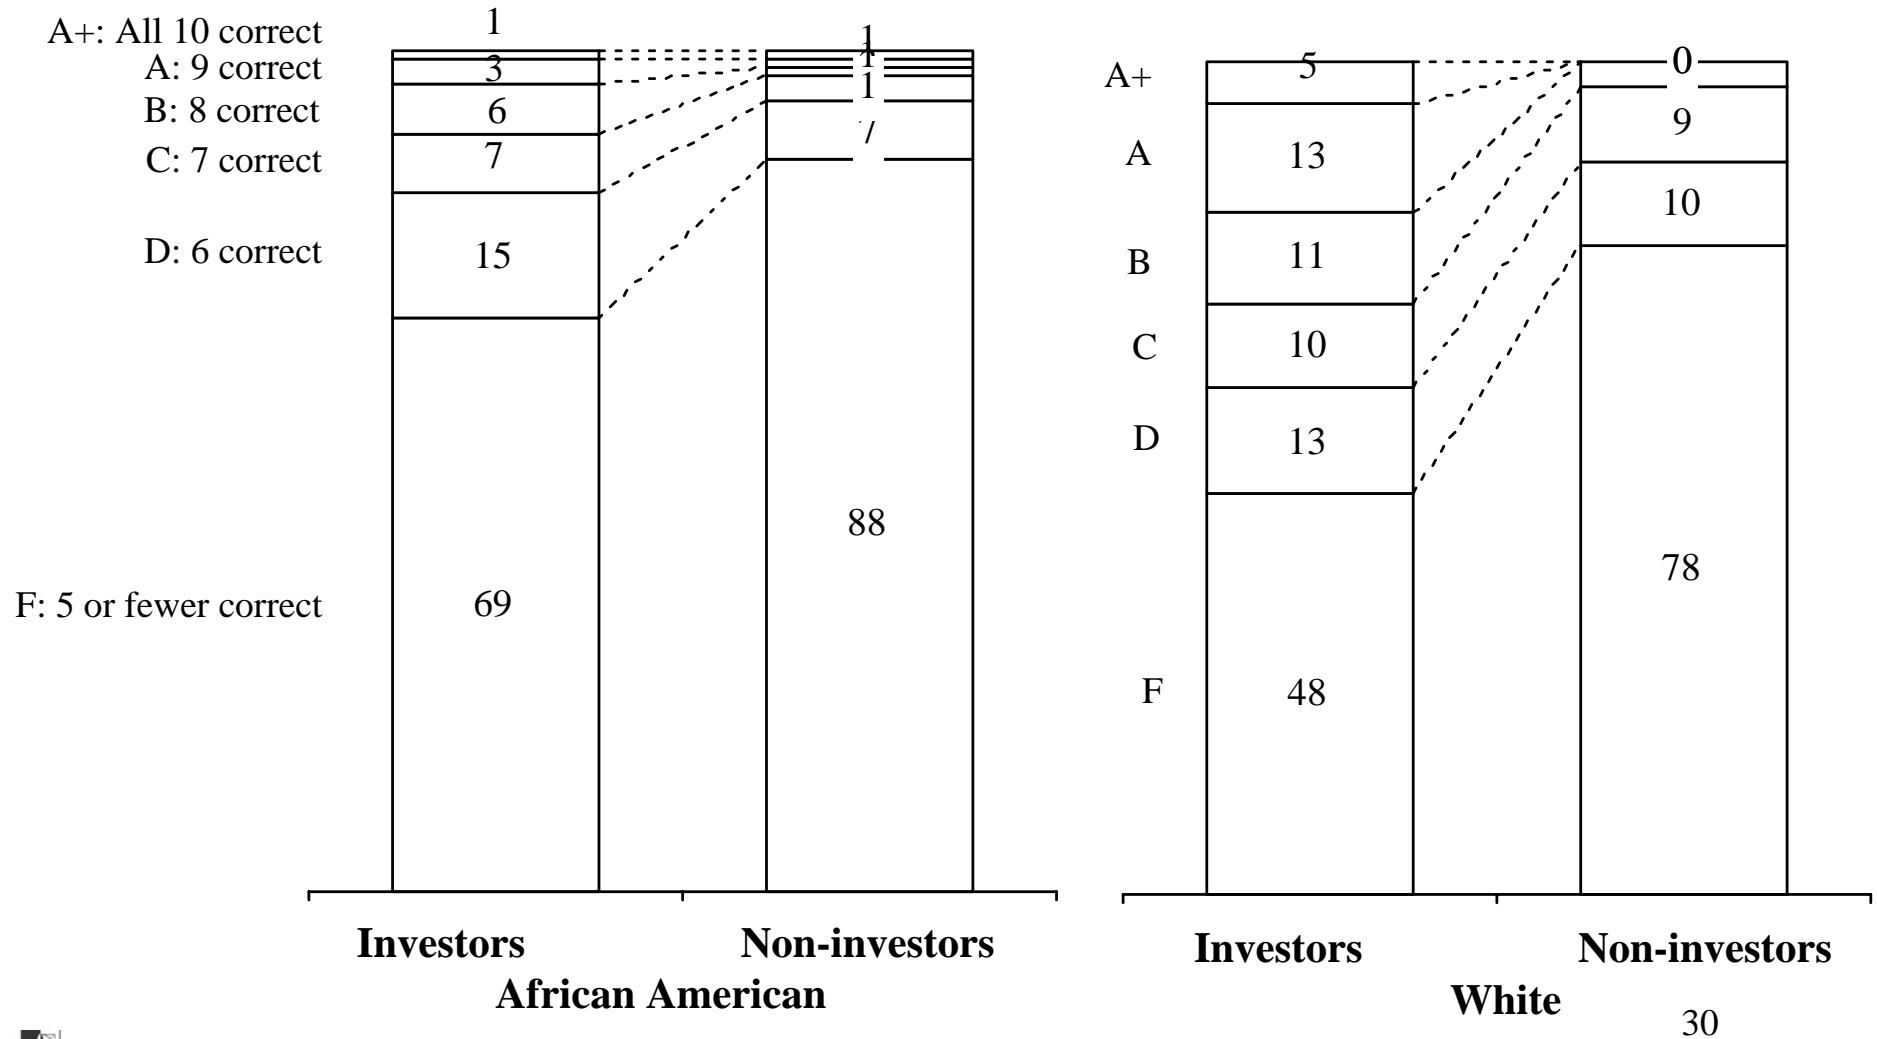 A+: All 10 correct
A: 9 correct
B: 8 correct
C: 7 correct
D: 6 correct
F: 5 or fewer correct
1
3
6
7
15
69
1
1
1
7
88
Investors
Non-investors
African American
A+
A
B
C
D
F
5
13
11
10
13
48
0
9
10
78
Investors
Non-investors
White
30